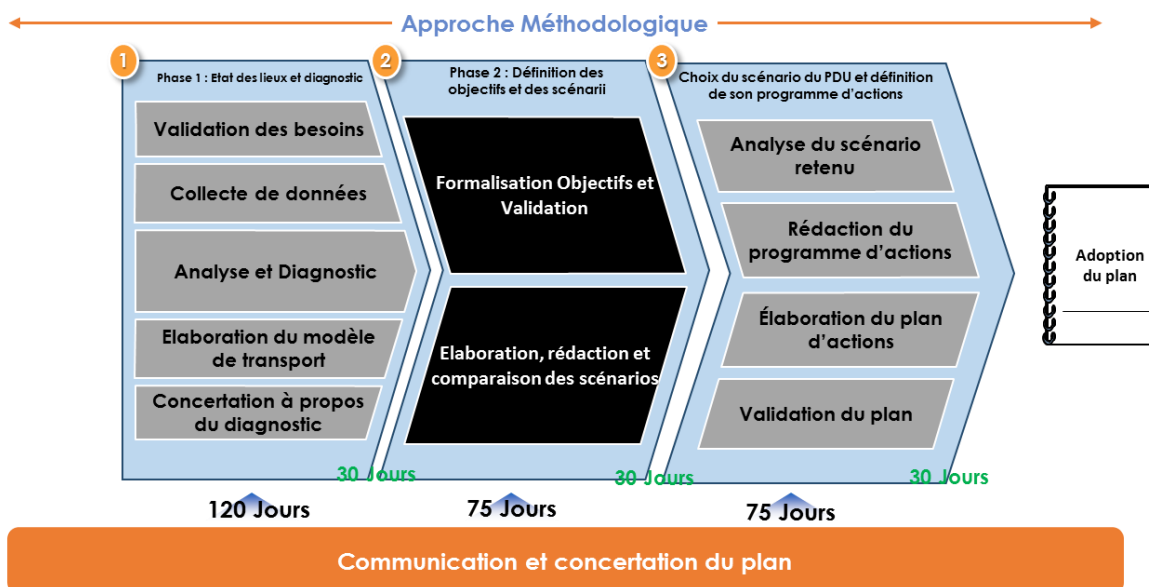 Approche Méthodologique
1
Phase 1 : Etat des lieux et diagnostic
Validation des besoins
Collecte de données
Analyse et Diagnostic
Elaboration du modèle
de transport
Concertation à propos
du diagnostic
30 Jours
120 Jours
2
Phase 2 : Définition des
objectifs et des scénarii
Formalisation Objectifs et
Validation
Elaboration, rédaction et
comparaison des scénarios
30 Jours
75 Jours
3
Choix du scénario du PDU et définition
de son programme d'actions
Analyse du scénario
retenu
Rédaction du
programme d'actions
Élaboration du plan
d'actions
Validation du plan
30 Jours
75 Jours
Adoption
du plan
Communication et concertation du plan